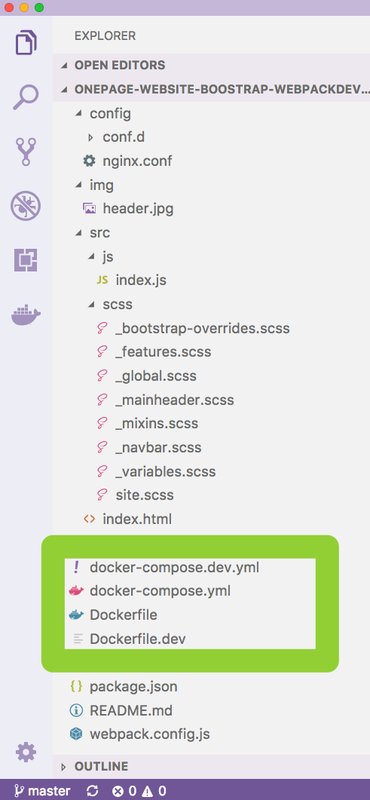 EXPLORER
OPEN EDITORS
ONEPAGE-WEBSITE-BOOSTRAP-WEBPACKDEV...
config
conf.d
nginx.conf
img
header.jpg
src
js
JS index.js
scss
_bootstrap-overrides.scss
_features.scss
_global.scss
_mainheader.scss
_mixins.scss
_navbar.scss
_variables.scss
site.scss
<> index.html
! docker-compose.dev.yml
docker-compose.yml
Dockerfile
Dockerfile.dev
{} package.json
README.md
webpack.config.js
OUTLINE
master 0 0